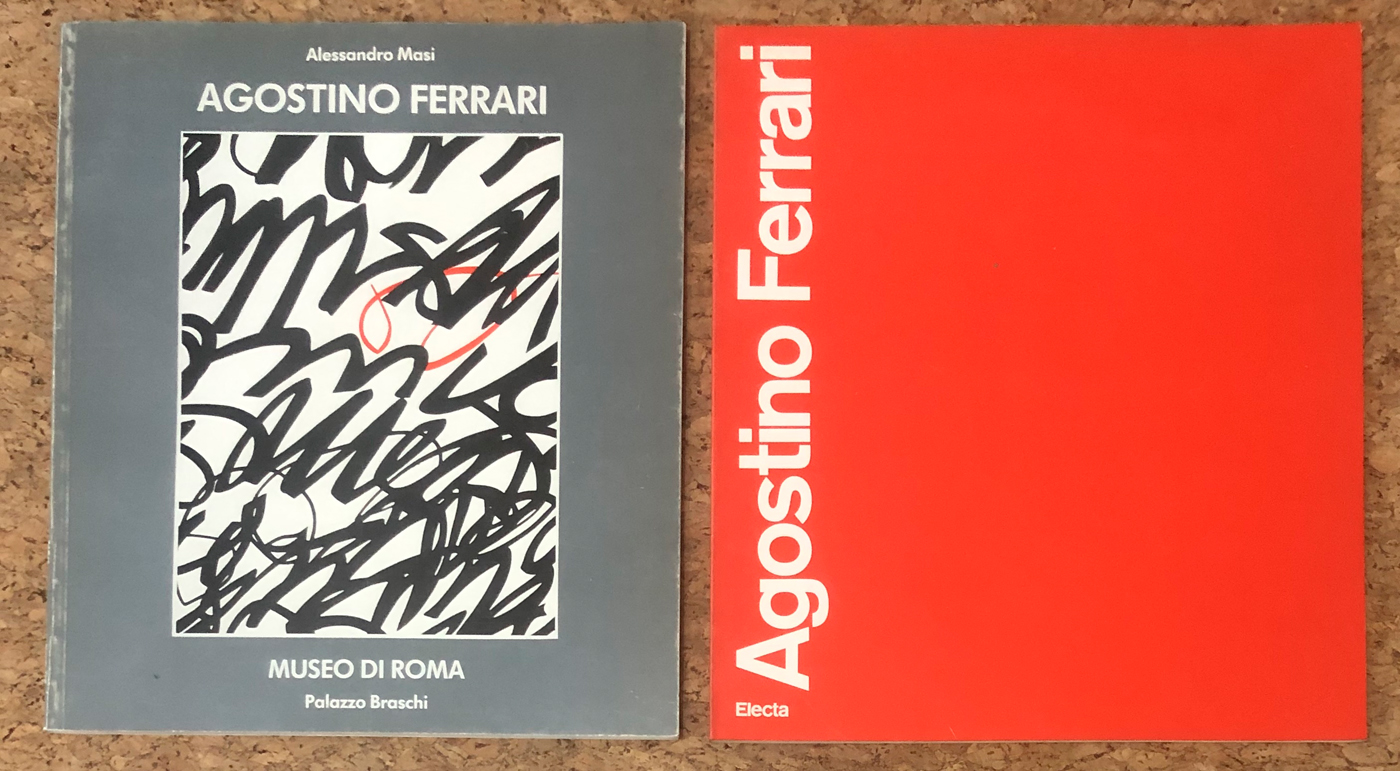 Alessandro Masi
AGOSTINO FERRARI
MUSEO DI ROMA
Palazzo Braschi
Agostino Ferrari
Electa